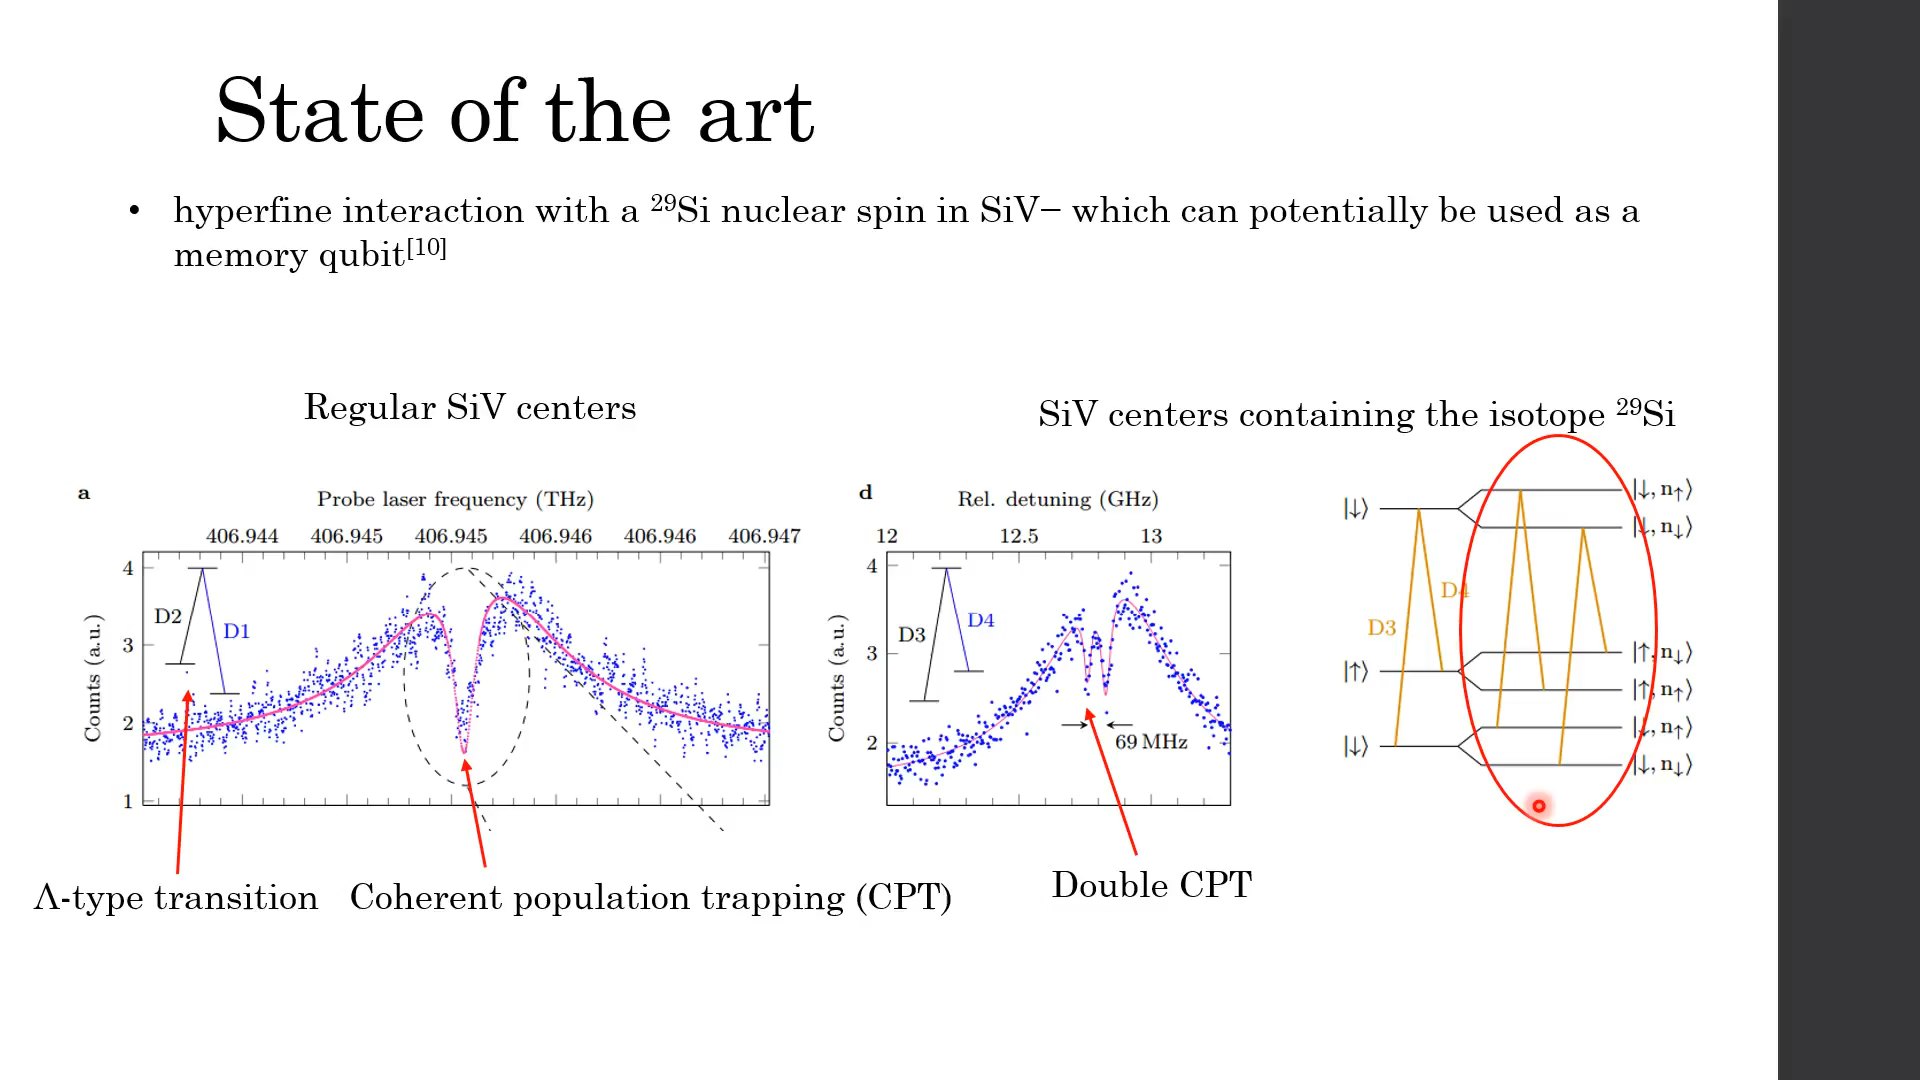 State of the art
• hyperfine interaction with a ²⁹Si nuclear spin in SiV− which can potentially be used as a
memory qubit[10]
Regular SiV centers
SiV centers containing the isotope ²⁹Si
a
Probe laser frequency (THz)
406.944 406.945 406.945 406.946 406.946 406.947
Counts (a.u.)
4
3
2
1
D2
D1
d
Rel. detuning (GHz)
12 12.5 13
Counts (a.u.)
4
3
2
D3
D4
69 MHz
|↓⟩
|↑⟩
|↓⟩
D3
D4
|↓, n↑⟩
|↓, n↓⟩
|↑, n↓⟩
|↑, n↑⟩
|↓, n↑⟩
|↓, n↓⟩
Λ-type transition
Coherent population trapping (CPT)
Double CPT